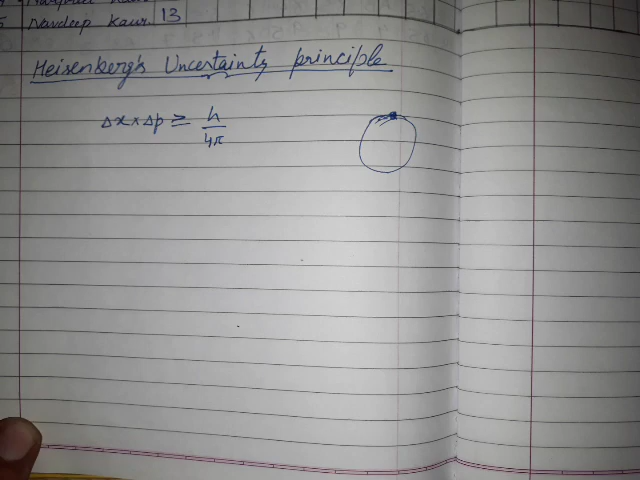 Navdeep Kaur. 13
Heisenberg's Uncertainty principle
Δx × Δp ≥ h/4π